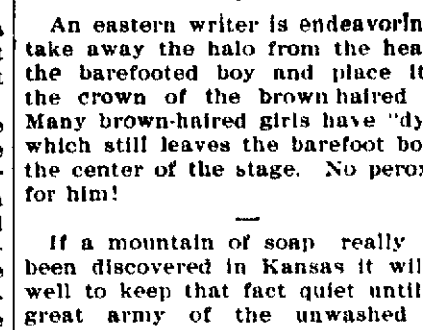 An eastern writer is endeavorin
take away the halo from the hea
the barefooted boy and place it
the crown of the brown haired
Many brown-haired girls have "dy
which still leaves the barefoot bo
the center of the stage. No perox
for him!
If a mountain of soap really
been discovered in Kansas it wil
well to keep that fact quiet until
great army of the unwashed